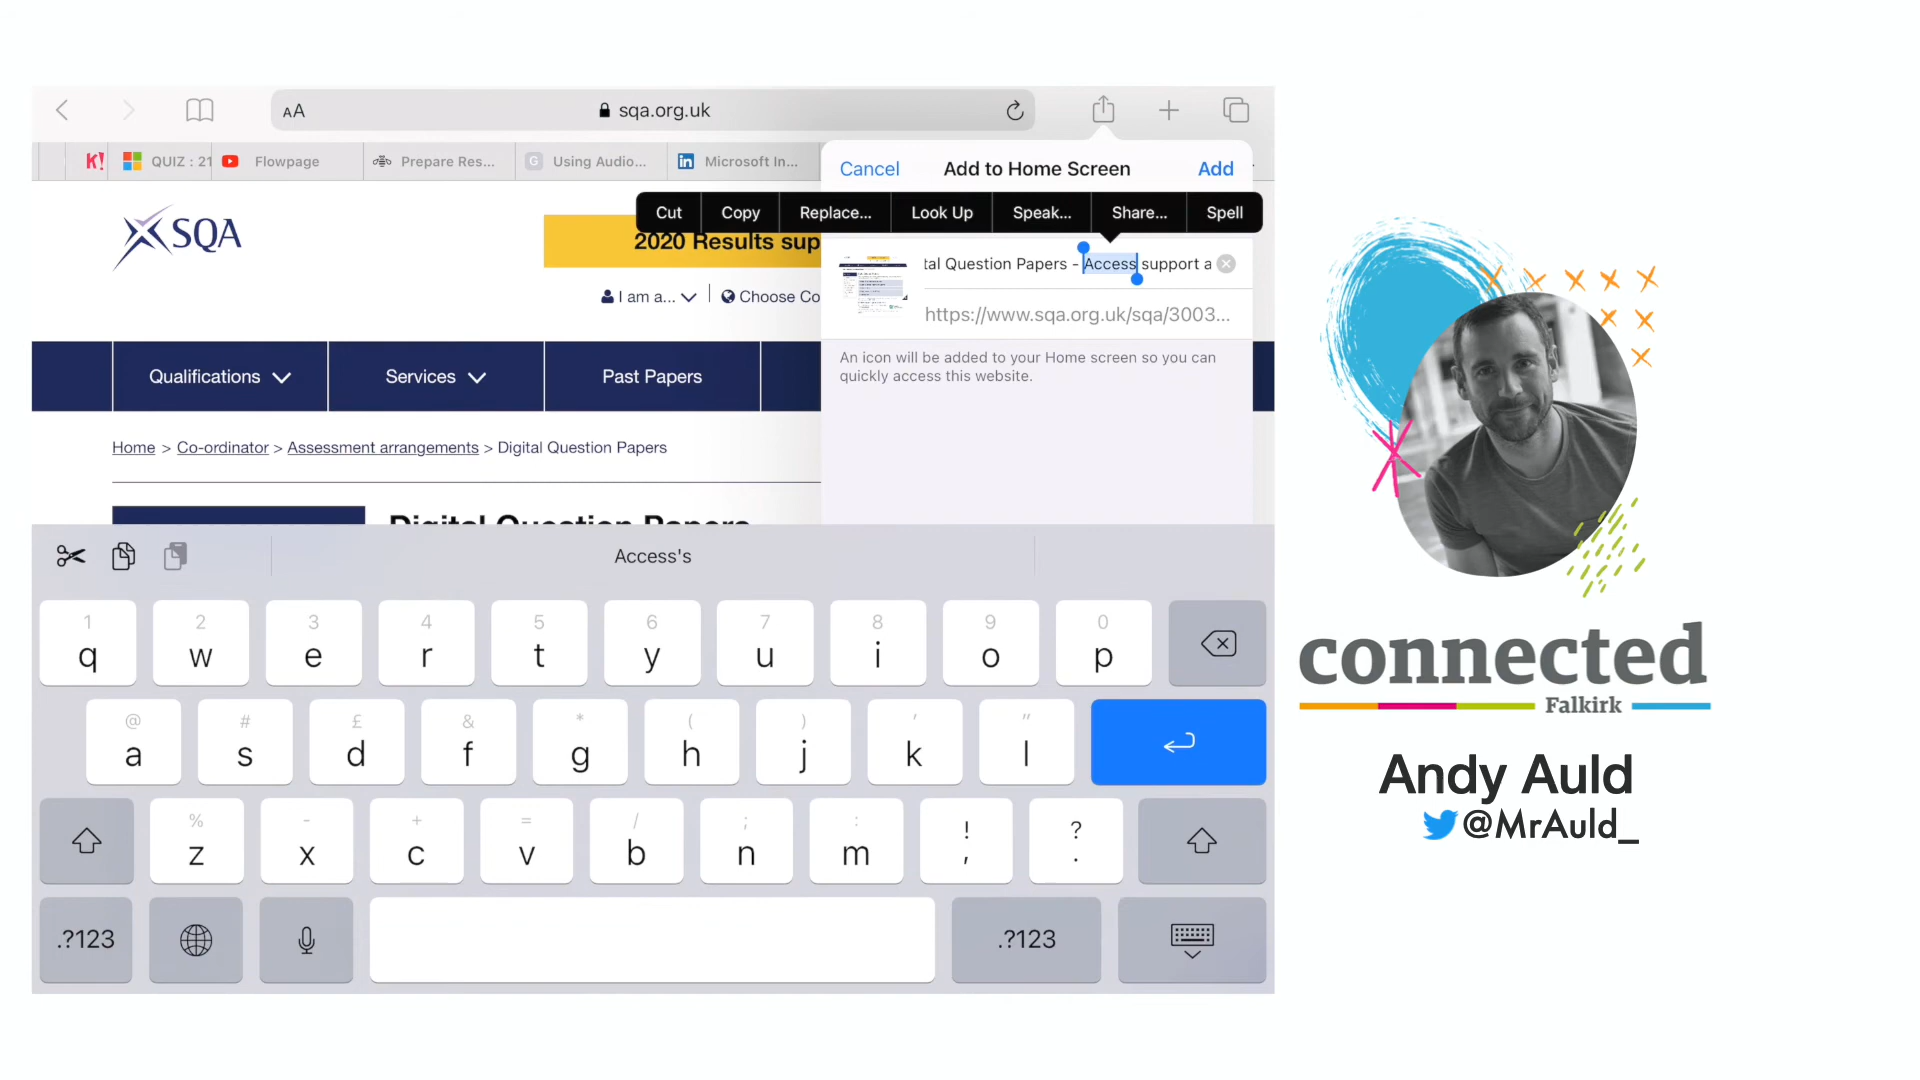 AA
sqa.org.uk
K!
QUIZ : 21
Flowpage
Prepare Res...
G
Using Audio...
in
Microsoft In...
Cancel
Add to Home Screen
Add
Cut
Copy
Replace...
Look Up
Speak...
Share...
Spell
SQA
2020 Results sup
tal Question Papers - Access support a
I am a...
Choose Co
https://www.sqa.org.uk/sqa/3003...
An icon will be added to your Home screen so you can
quickly access this website.
Qualifications
Services
Past Papers
Home > Co-ordinator > Assessment arrangements > Digital Question Papers
Digital Question Papers
Access's
1 2 3 4 5 6 7 8 9 0
q w e r t y u i o p
@ # £ & * ( ) ' "
a s d f g h j k l
% - + = / ; : ! ?
z x c v b n m , .
.?123
.?123
connected
Falkirk
Andy Auld
@MrAuld_